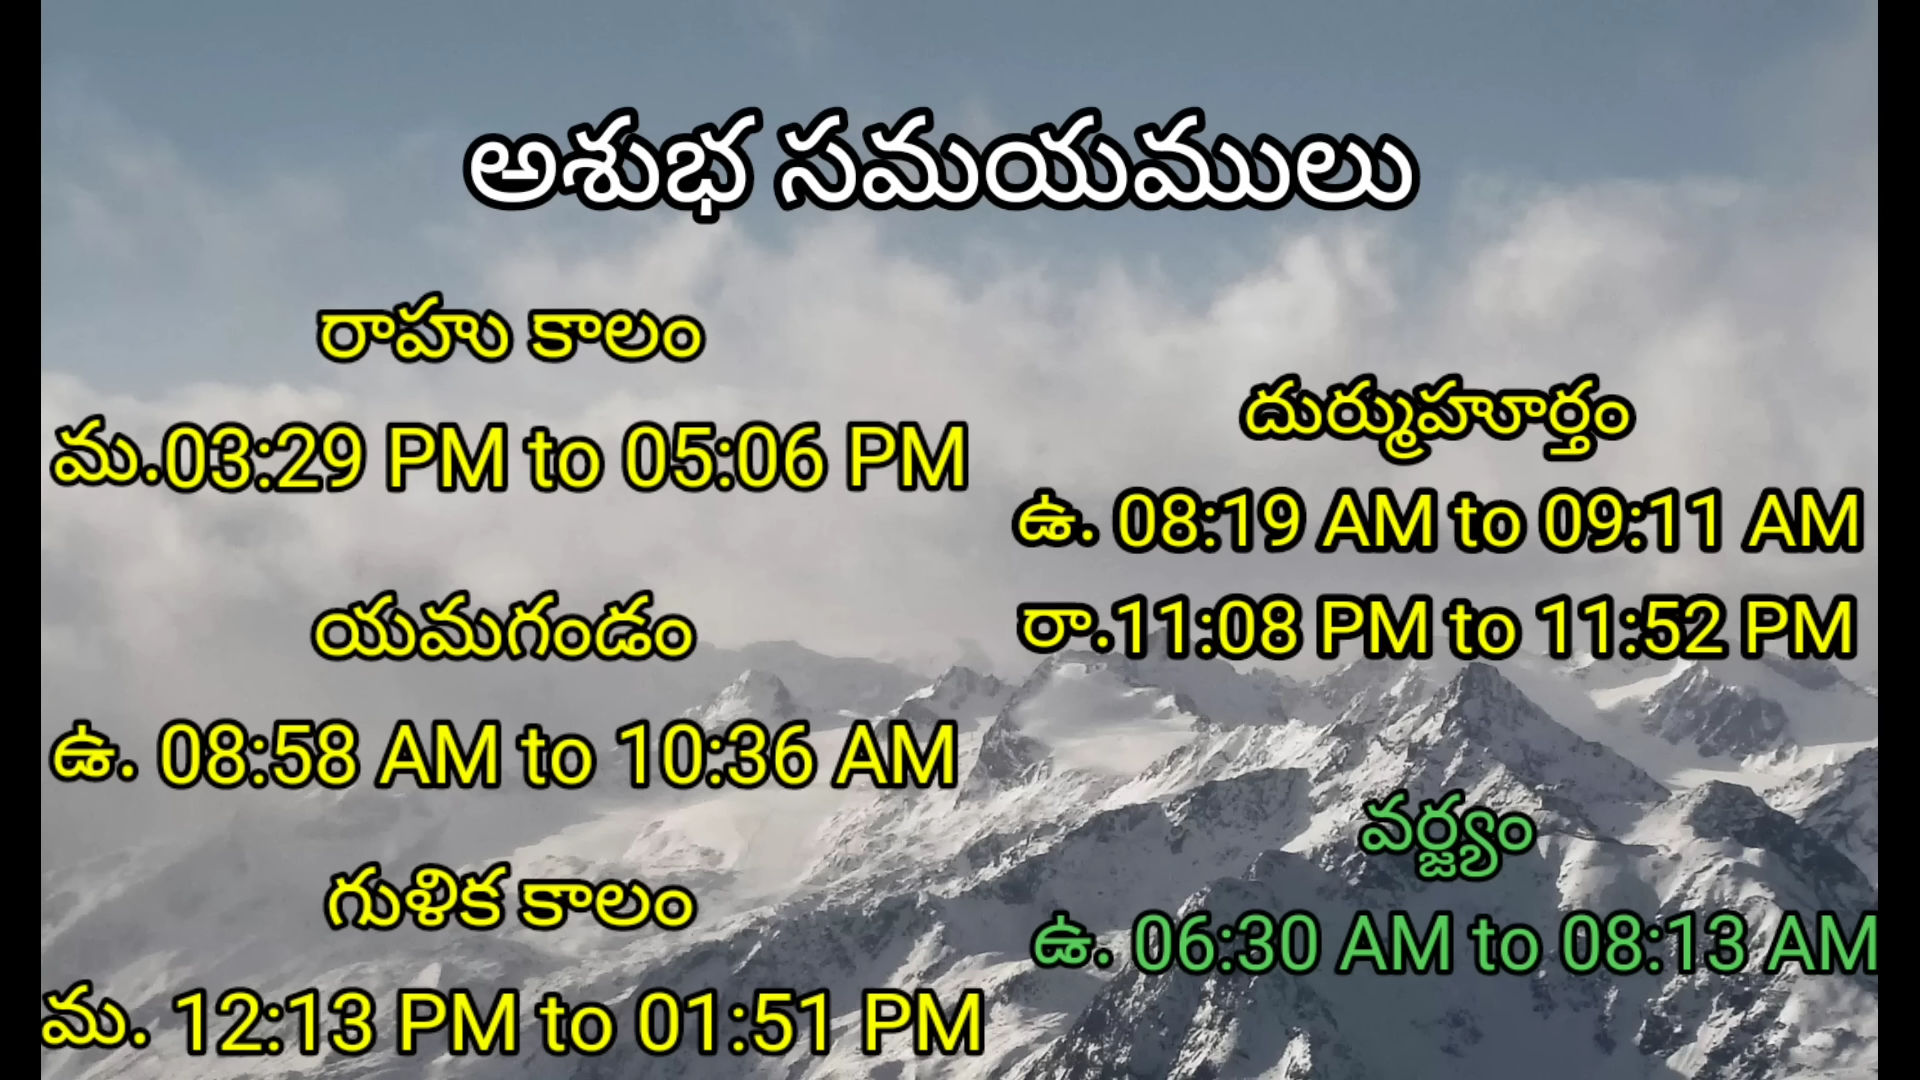 అశుభ సమయములు
రాహు కాలం
మ.03:29 PM to 05:06 PM
యమగండం
ఉ. 08:58 AM to 10:36 AM
గుళిక కాలం
మ. 12:13 PM to 01:51 PM
దుర్ముహూర్తం
ఉ. 08:19 AM to 09:11 AM
రా.11:08 PM to 11:52 PM
వర్జ్యం
ఉ. 06:30 AM to 08:13 AM